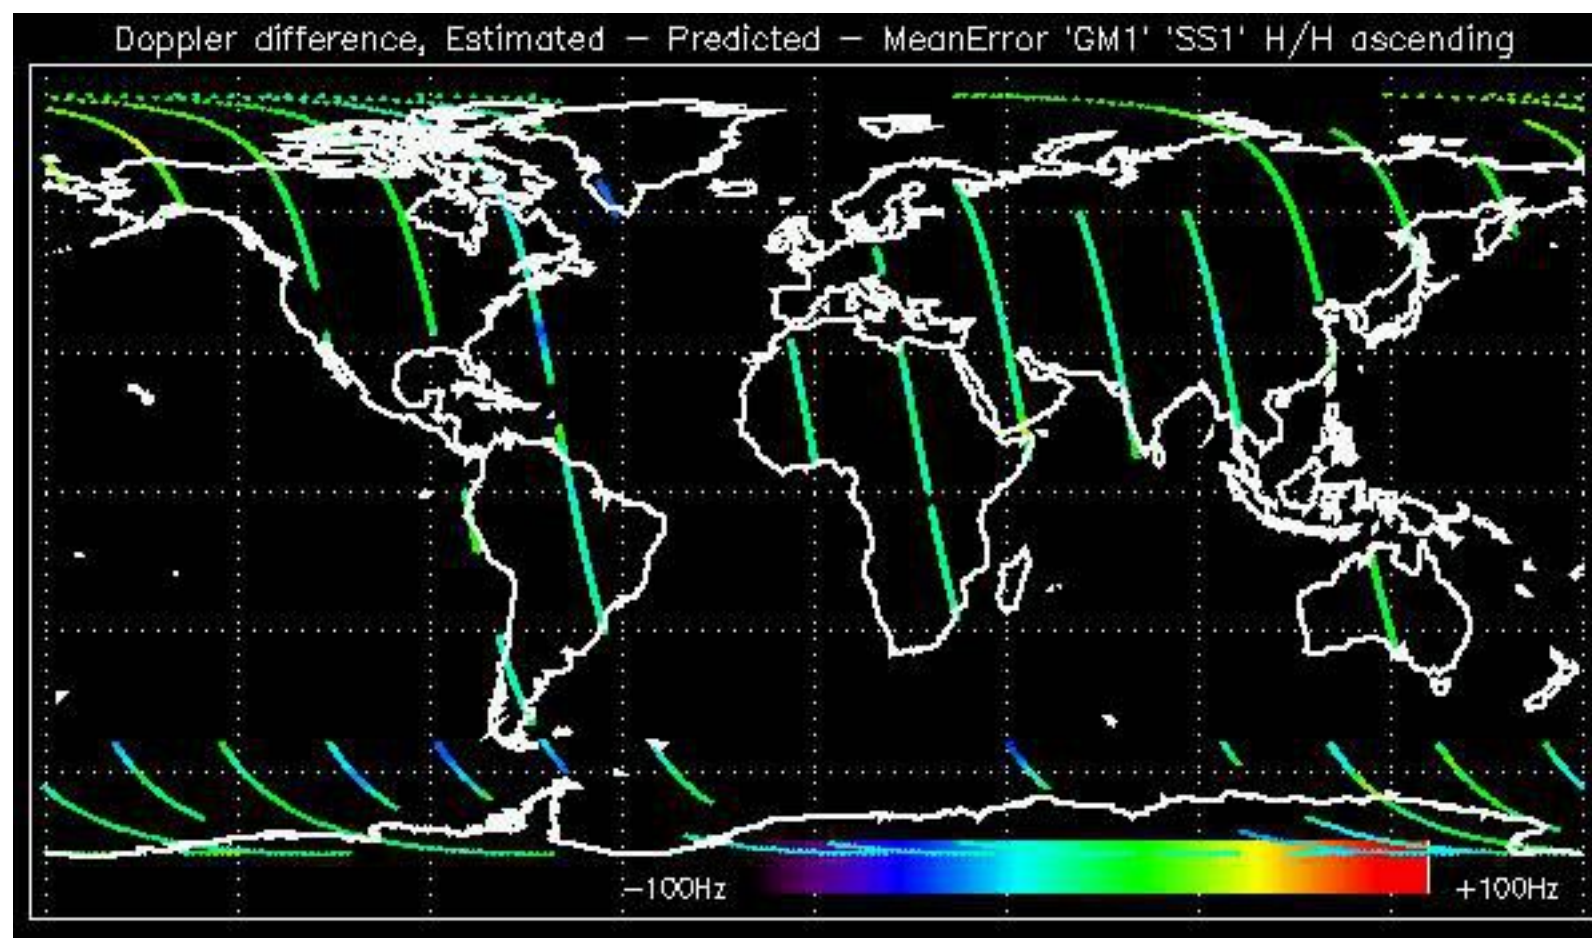 Doppler difference, Estimated – Predicted – MeanError 'GM1' 'SS1' H/H ascending
−100Hz
+100Hz